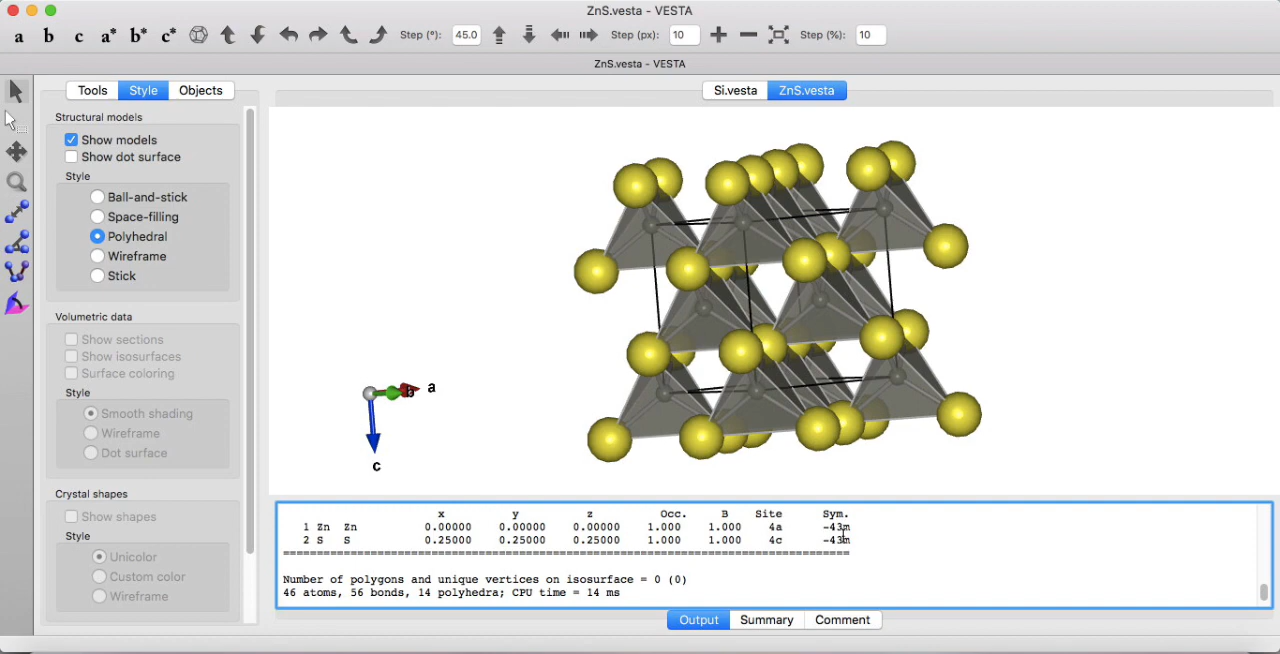 ZnS.vesta - VESTA
a b c a* b* c* Step (°): 45.0 Step (px): 10 Step (%): 10
ZnS.vesta - VESTA
Tools Style Objects
Si.vesta ZnS.vesta
Structural models
Show models
Show dot surface
Style
Ball-and-stick
Space-filling
Polyhedral
Wireframe
Stick
Volumetric data
Show sections
Show isosurfaces
Surface coloring
Style
Smooth shading
Wireframe
Dot surface
Crystal shapes
Show shapes
Style
Unicolor
Custom color
Wireframe
a
b
c
x y z Occ. B Site Sym.
1 Zn Zn 0.00000 0.00000 0.00000 1.000 1.000 4a -43m
2 S S 0.25000 0.25000 0.25000 1.000 1.000 4c -43m
====================================================================================
Number of polygons and unique vertices on isosurface = 0 (0)
46 atoms, 56 bonds, 14 polyhedra; CPU time = 14 ms
Output Summary Comment